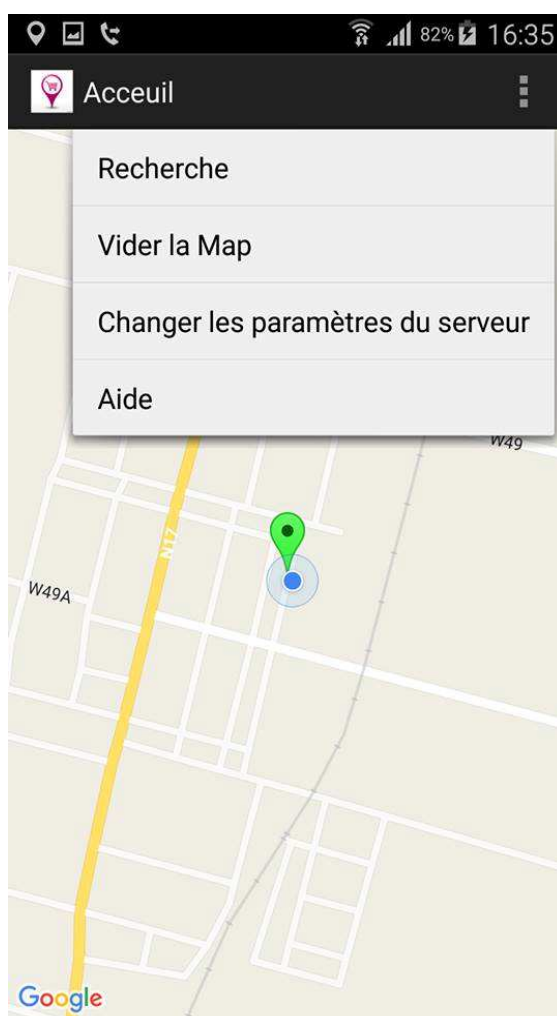 82% 16:35
Acceuil
Recherche
Vider la Map
Changer les paramètres du serveur
Aide
W49
N17
W49A
Google